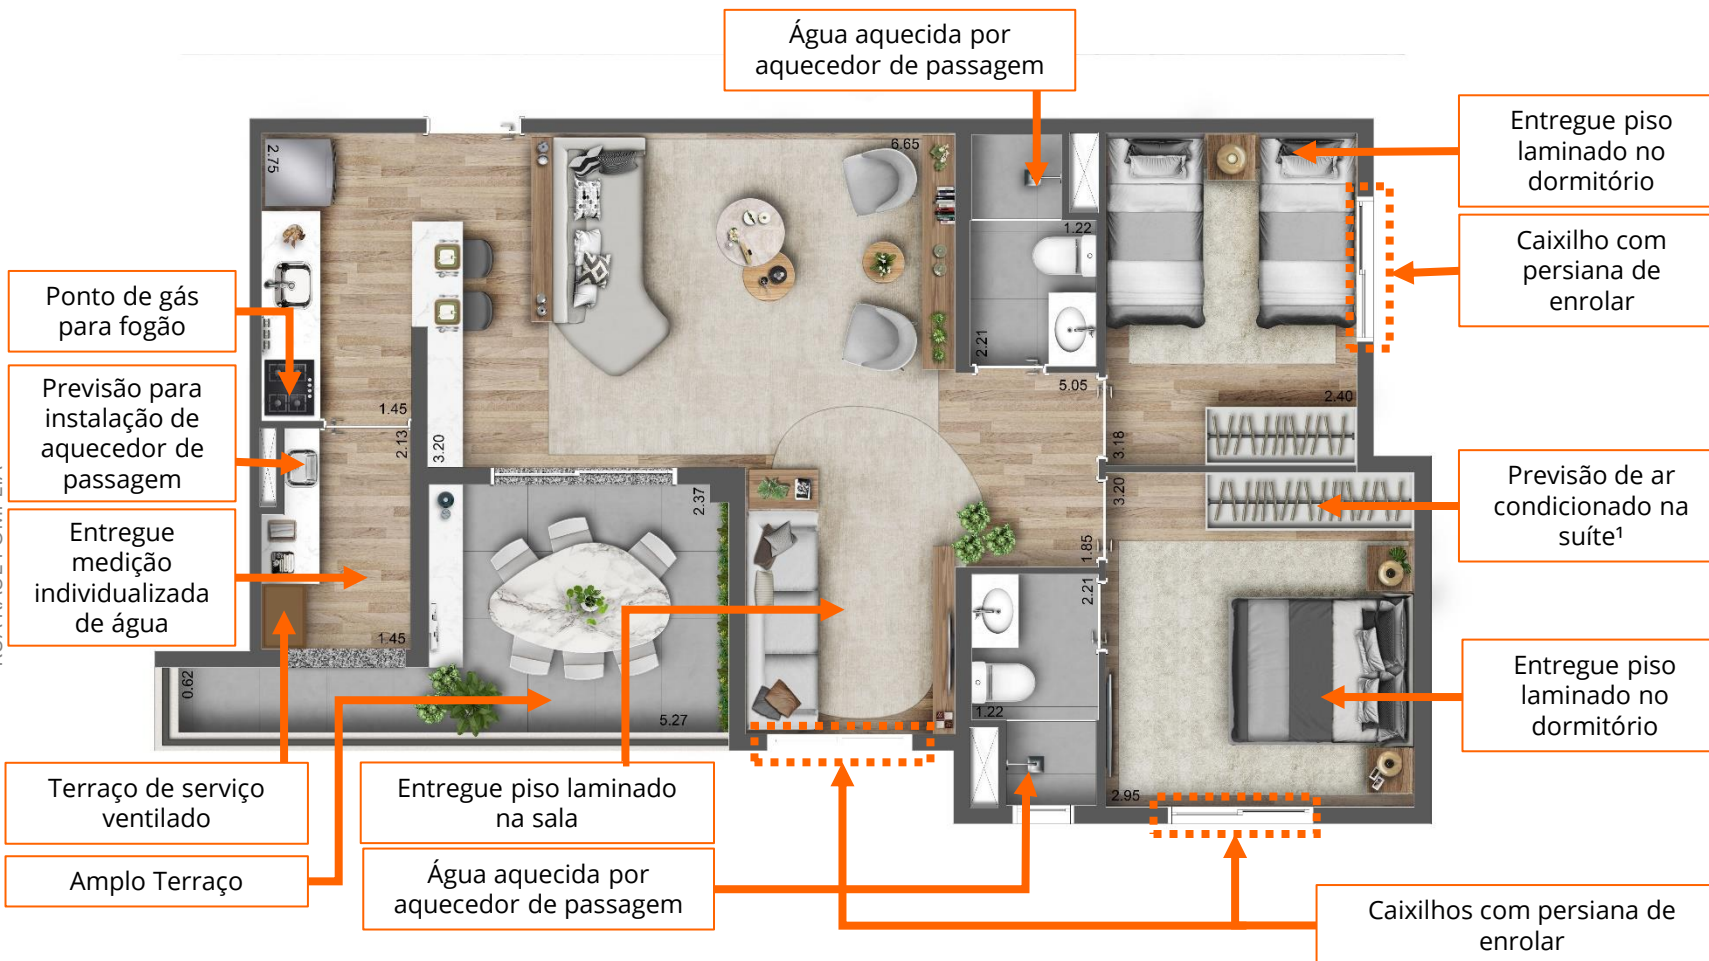 Água aquecida por
aquecedor de passagem
Entregue piso
laminado no
dormitório
Caixilho com
persiana de
enrolar
Ponto de gás
para fogão
Previsão para
instalação de
aquecedor de
passagem
Entregue
medição
individualizada
de água
Previsão de ar
condicionado na
suíte¹
Entregue piso
laminado no
dormitório
Terraço de serviço
ventilado
Entregue piso laminado
na sala
Amplo Terraço
Água aquecida por
aquecedor de passagem
Caixilhos com persiana de
enrolar
2.75
6.65
1.22
2.21
5.05
2.40
1.45
2.13
3.20
3.18
3.20
2.37
1.85
2.21
1.45
0.62
5.27
1.22
2.95